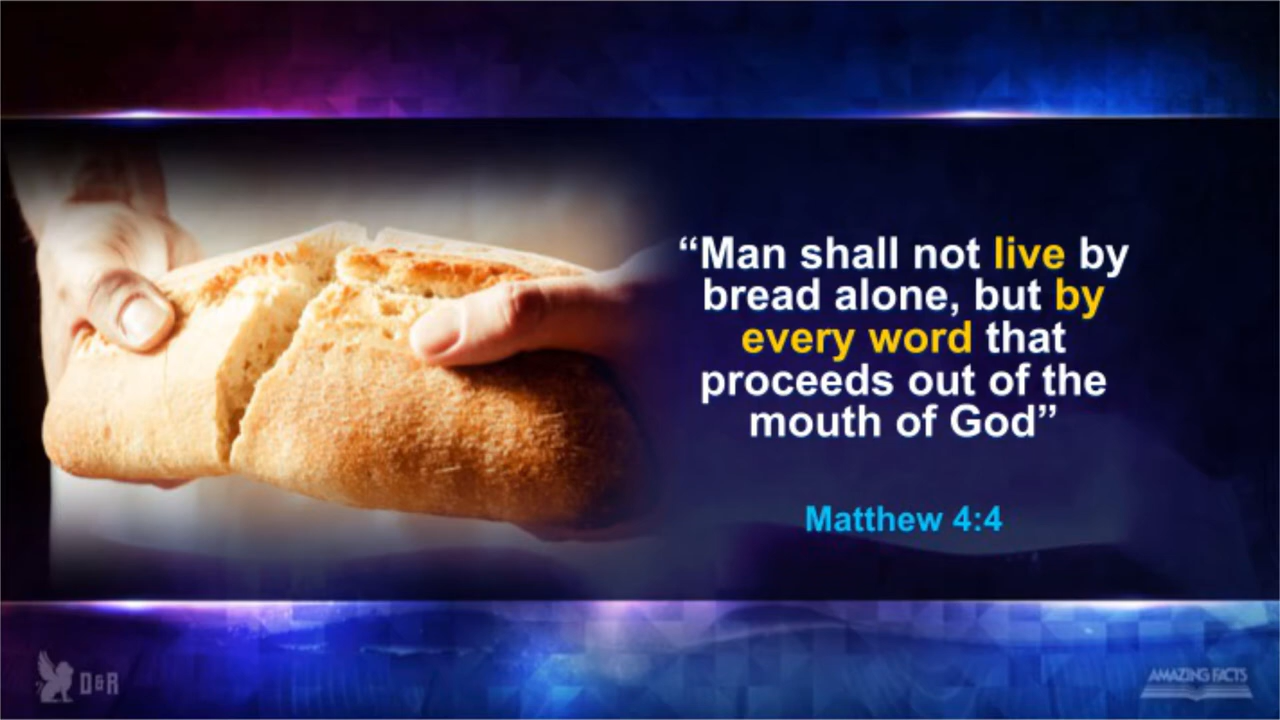 “Man shall not live by
bread alone, but by
every word that
proceeds out of the
mouth of God”
Matthew 4:4
D&R
AMAZING FACTS